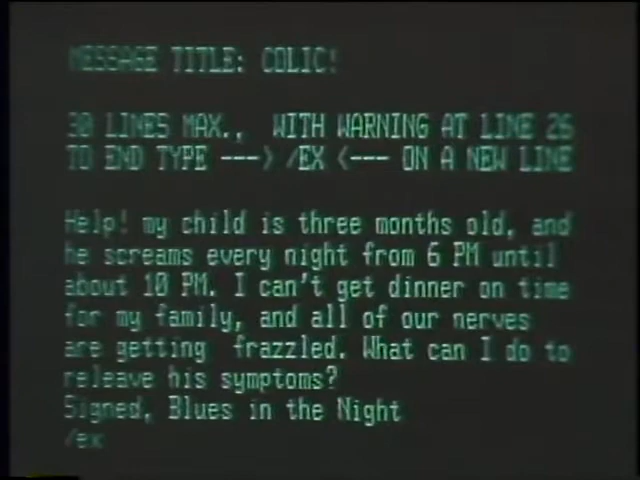 MESSAGE TITLE: COLIC!
30 LINES MAX., WITH WARNING AT LINE 26
TO END TYPE ---> /EX <--- ON A NEW LINE
Help! my child is three months old, and
he screams every night from 6 PM until
about 10 PM. I can't get dinner on time
for my family, and all of our nerves
are getting frazzled. What can I do to
releave his symptoms?
Signed, Blues in the Night
/ex